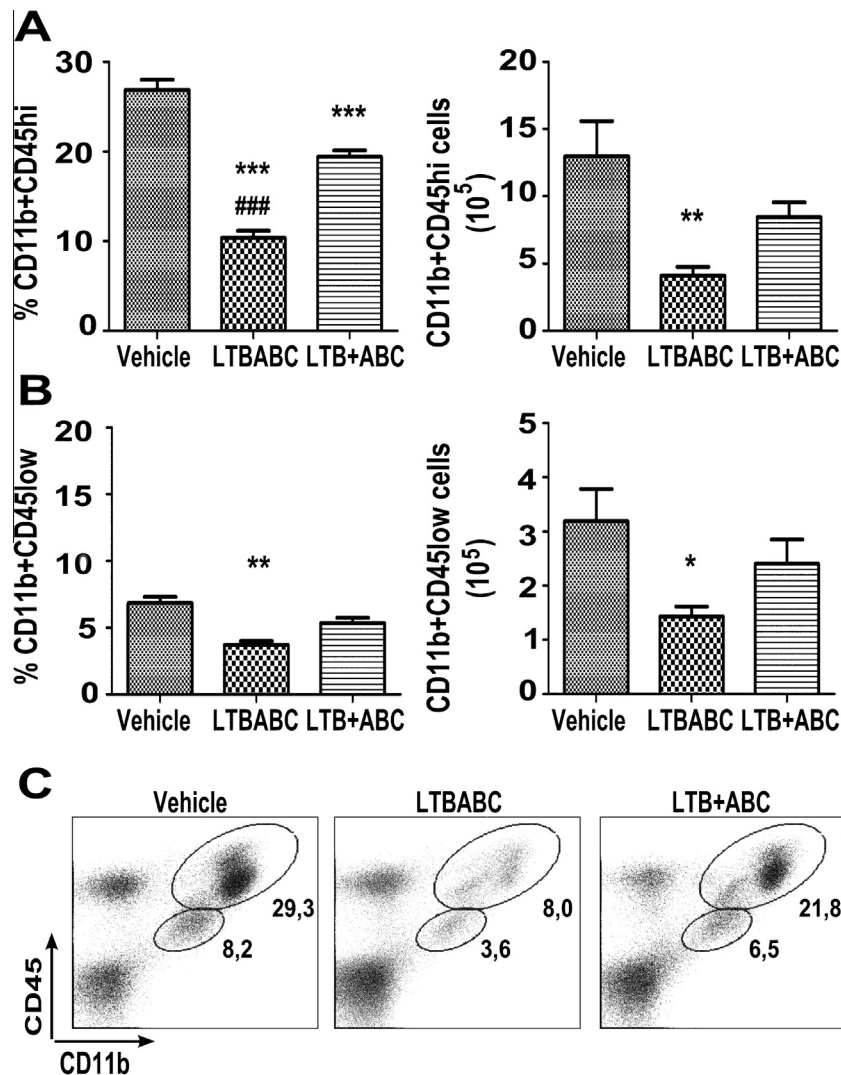 A
% CD11b+CD45hi
30
20
10
0
***
###
***
Vehicle LTBABC LTB+ABC
CD11b+CD45hi cells
(10^5)
20
15
10
5
0
**
Vehicle LTBABC LTB+ABC
B
% CD11b+CD45low
20
15
10
5
0
**
Vehicle LTBABC LTB+ABC
CD11b+CD45low cells
(10^5)
5
4
3
2
1
0
*
Vehicle LTBABC LTB+ABC
C
Vehicle
29,3
8,2
LTBABC
8,0
3,6
LTB+ABC
21,8
6,5
CD45
CD11b